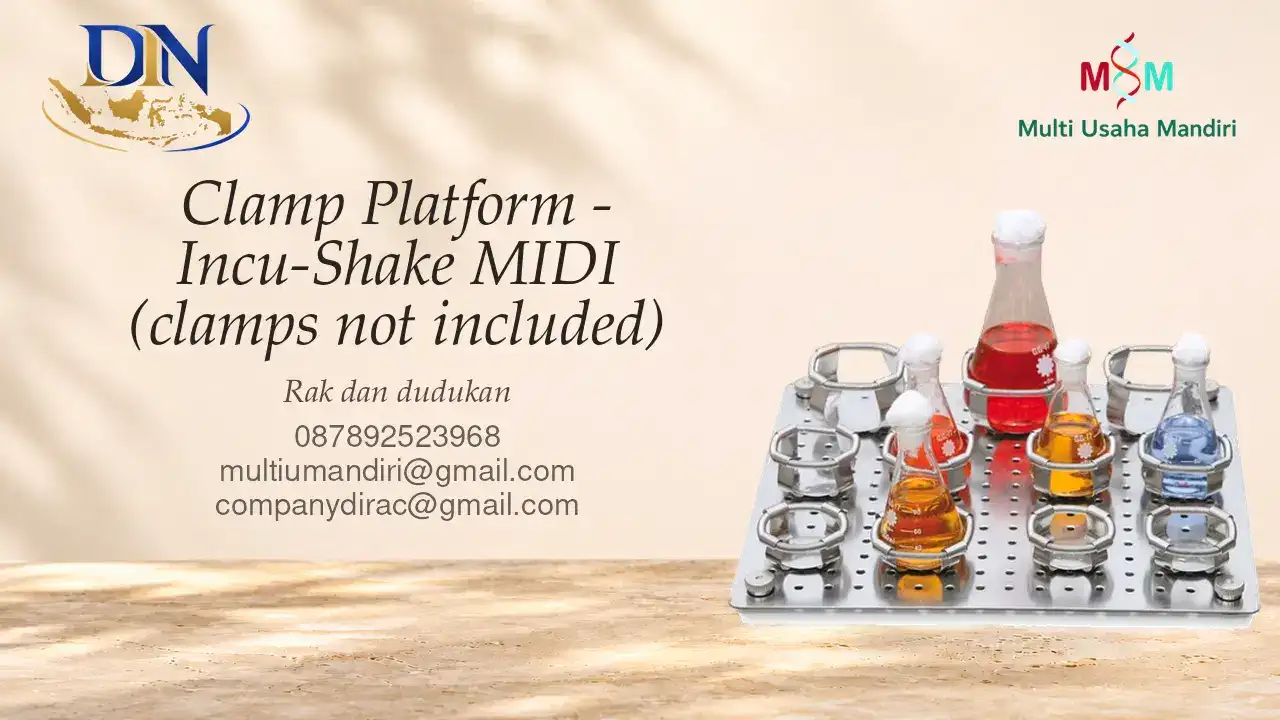 DIN
M M
Multi Usaha Mandiri
Clamp Platform -
Incu-Shake MIDI
(clamps not included)
Rak dan dudukan
087892523968
multiumandiri@gmail.com
companydirac@gmail.com